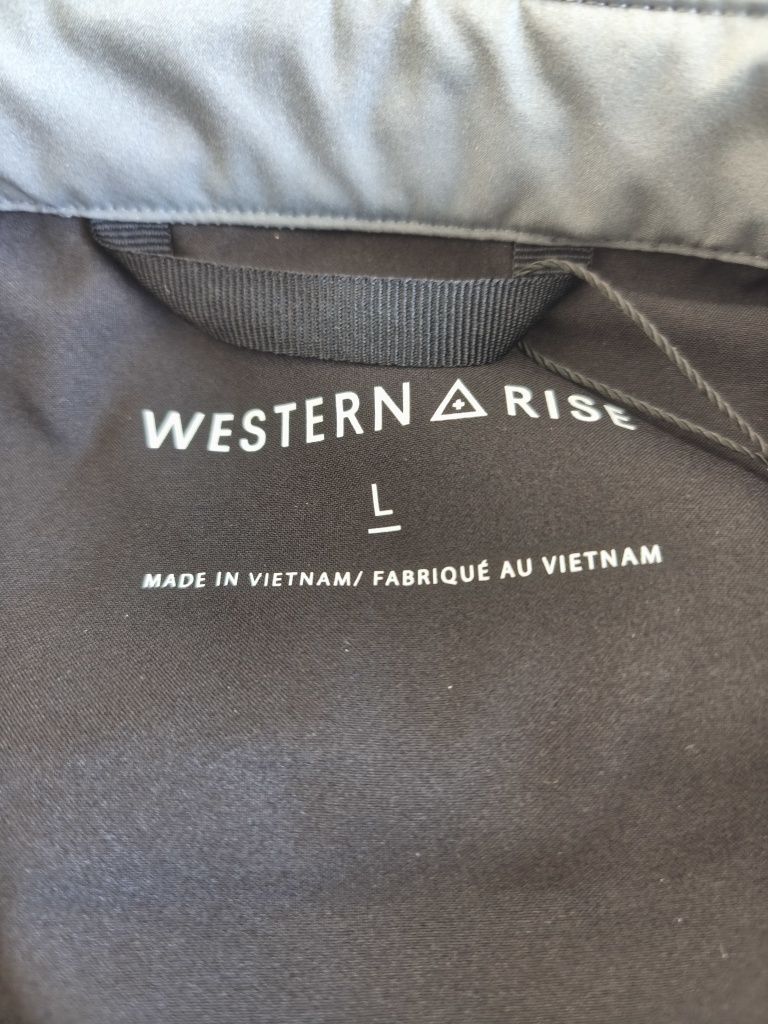 WESTERN RISE
L
MADE IN VIETNAM/ FABRIQUÉ AU VIETNAM